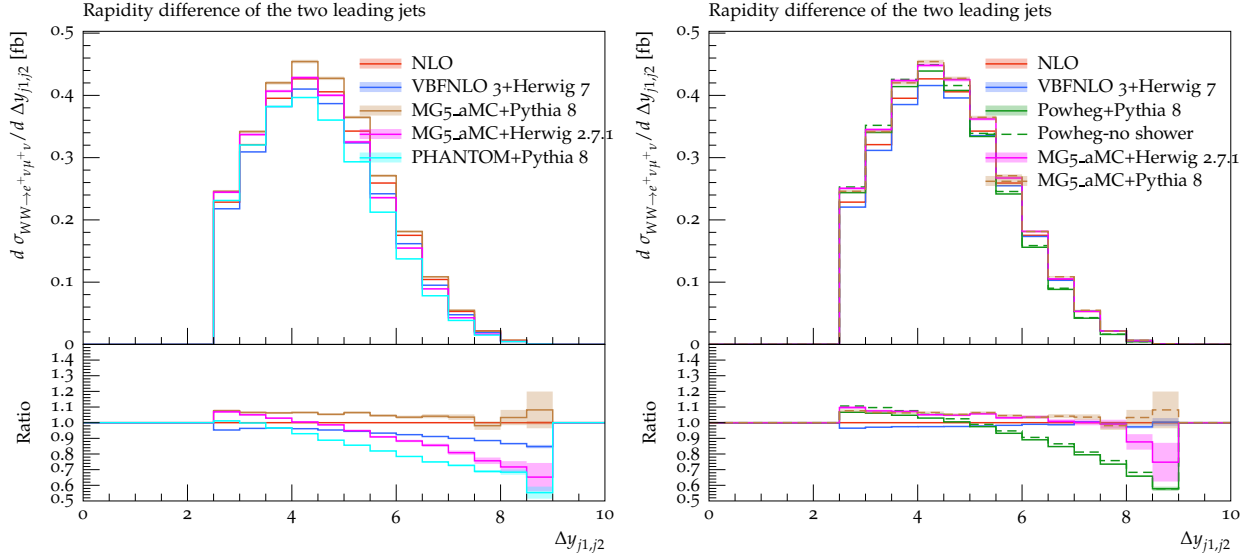 Rapidity difference of the two leading jets
d σ_{WW→e⁺νμ⁺ν}/d Δy_{j1,j2} [fb]
0.5
0.4
0.3
0.2
0.1
0
NLO
VBFNLO 3+Herwig 7
MG5_aMC+Pythia 8
MG5_aMC+Herwig 2.7.1
PHANTOM+Pythia 8
Ratio
1.4
1.3
1.2
1.1
1.0
0.9
0.8
0.7
0.6
0.5
0 2 4 6 8 10
Δy_{j1,j2}
Rapidity difference of the two leading jets
d σ_{WW→e⁺νμ⁺ν}/d Δy_{j1,j2} [fb]
0.5
0.4
0.3
0.2
0.1
0
NLO
VBFNLO 3+Herwig 7
Powheg+Pythia 8
Powheg-no shower
MG5_aMC+Herwig 2.7.1
MG5_aMC+Pythia 8
Ratio
1.4
1.3
1.2
1.1
1.0
0.9
0.8
0.7
0.6
0.5
0 2 4 6 8 10
Δy_{j1,j2}